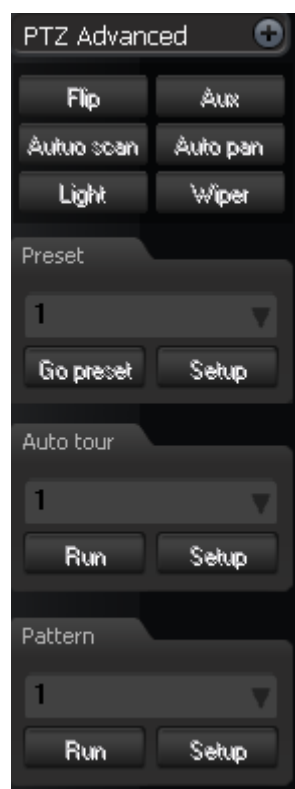 PTZ Advanced
Flip Aux
Autuo scan Auto pan
Light Wiper
Preset
1
Go preset Setup
Auto tour
1
Run Setup
Pattern
1
Run Setup